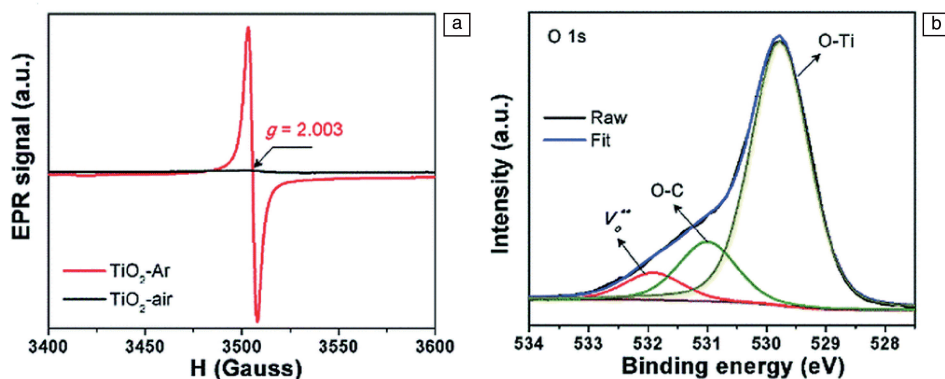 a
EPR signal (a.u.)
g = 2.003
TiO₂-Ar
TiO₂-air
3400 3450 3500 3550 3600
H (Gauss)
b
O 1s
O-Ti
Raw
Fit
O-C
Vₒ••
Intensity (a.u.)
534 533 532 531 530 529 528
Binding energy (eV)